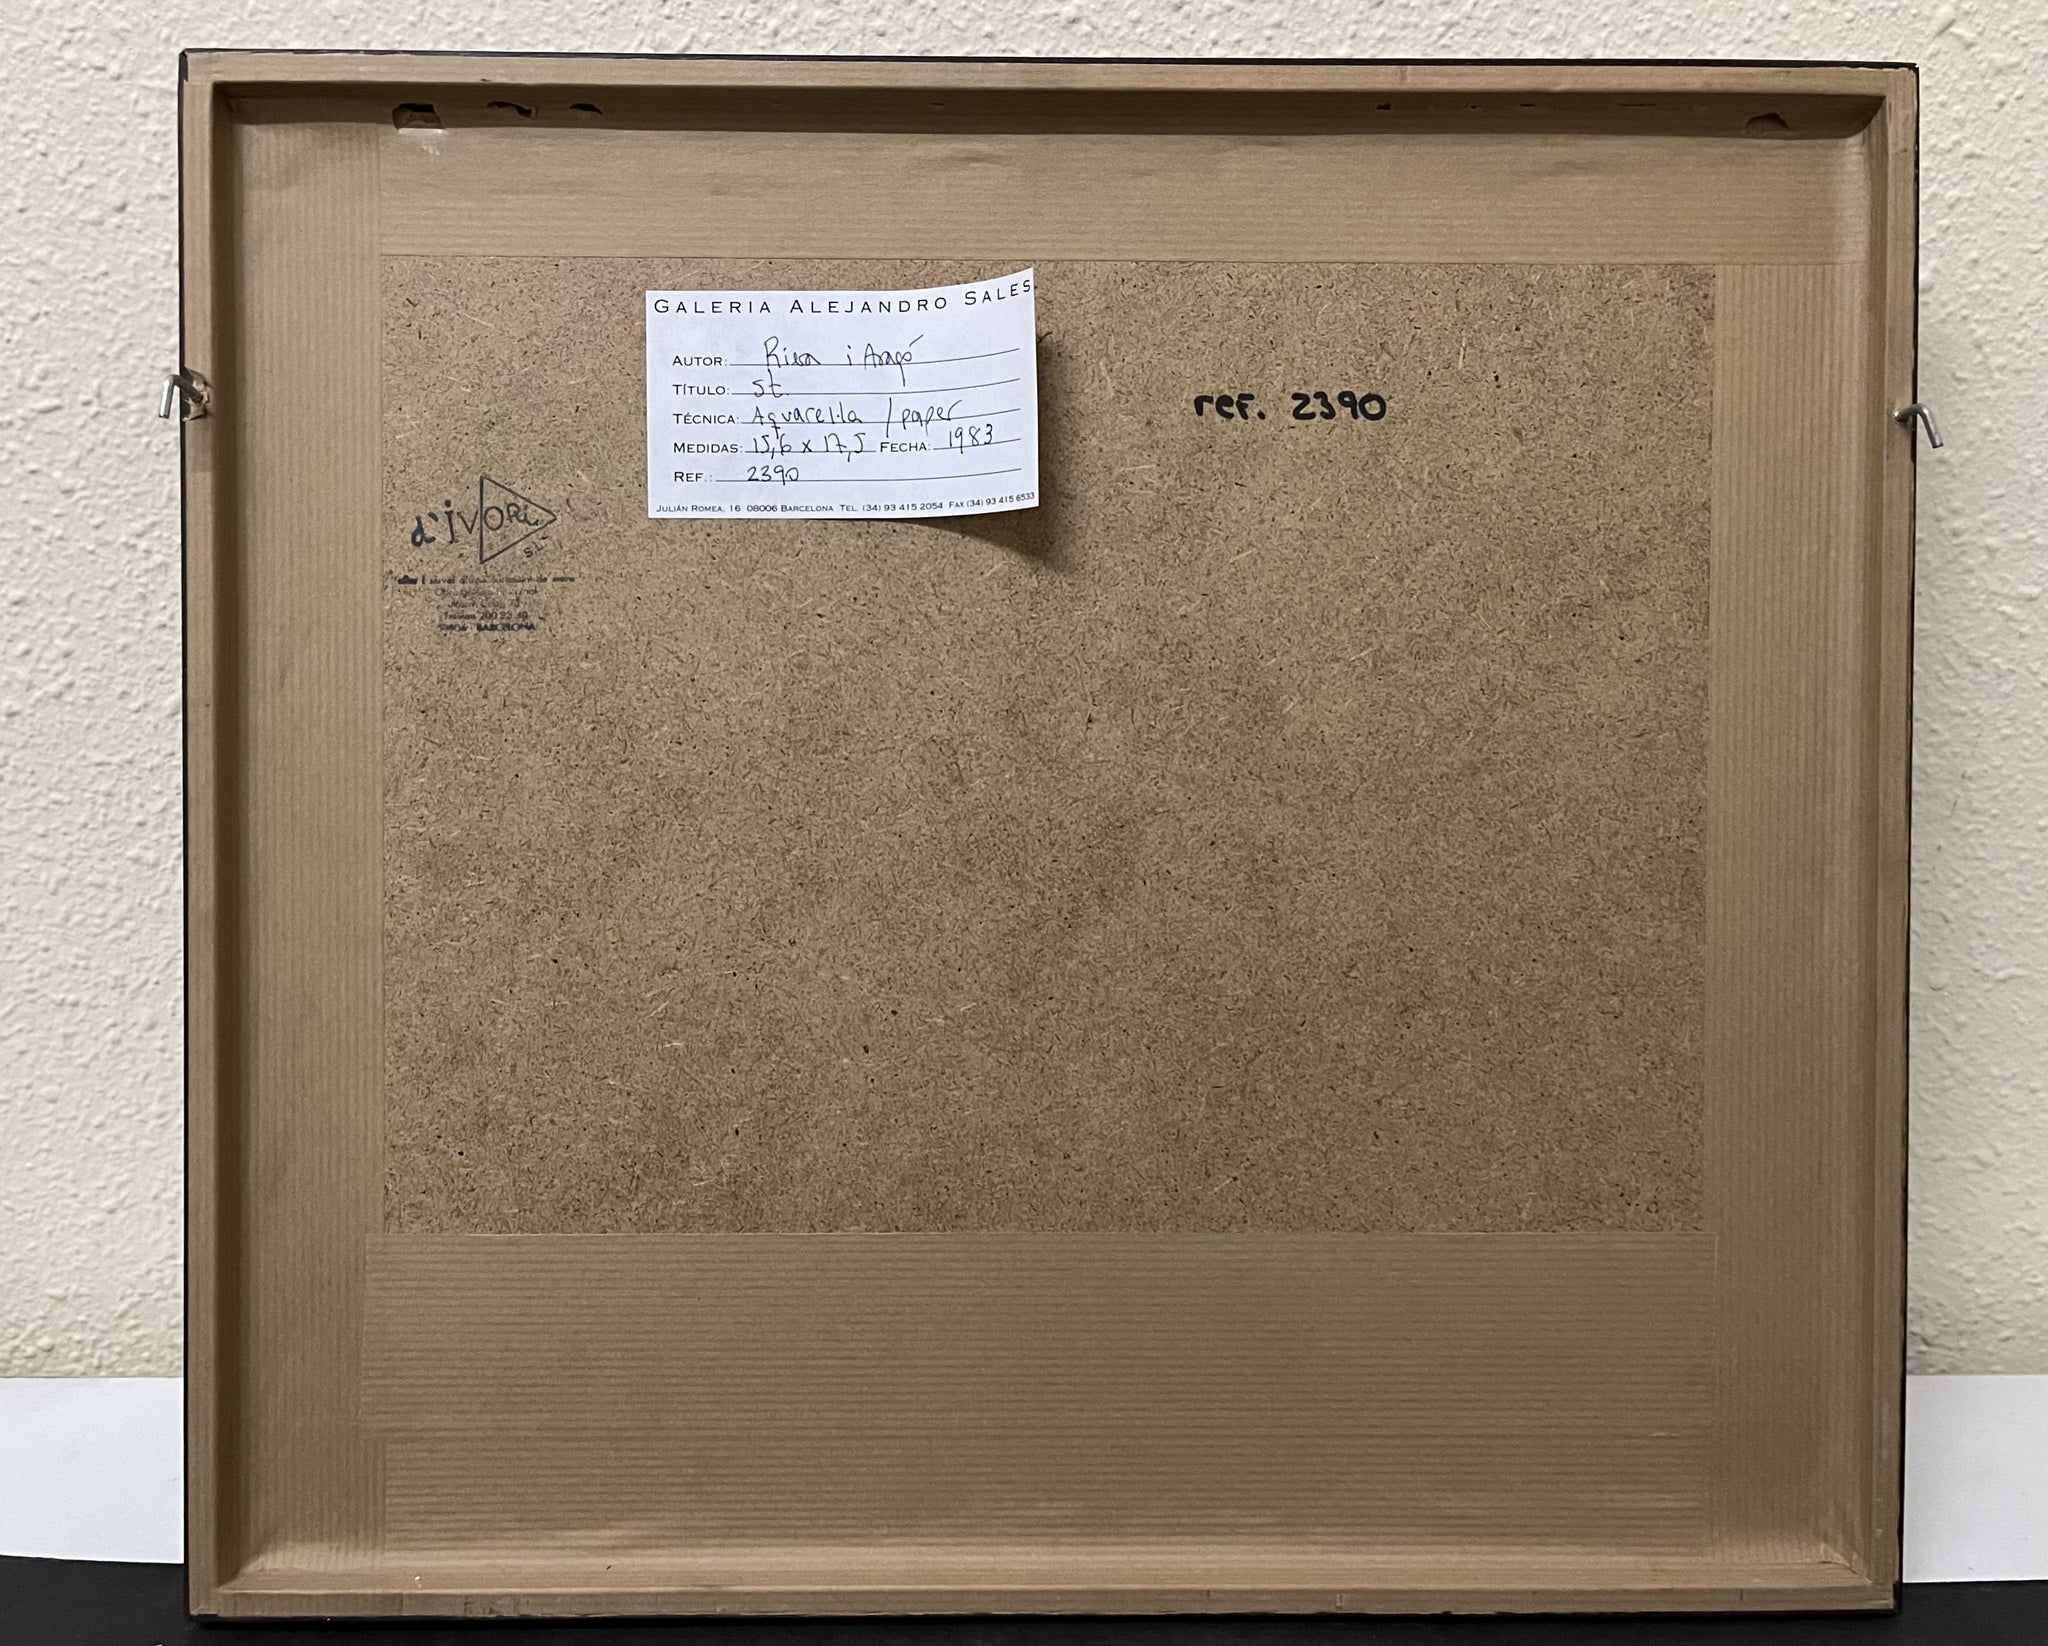 GALERIA ALEJANDRO SALES
AUTOR: Riera i Aragó
TÍTULO: st.
TÉCNICA: Aquarel·la / paper
MEDIDAS: 15,6 x 17,5 FECHA: 1983
REF.: 2390
JULIÁN ROMEA, 16 08006 BARCELONA TEL. (34) 93 415 2054 FAX (34) 93 415 6533
ref. 2390
d'IVORI
S.L.
BARCELONA